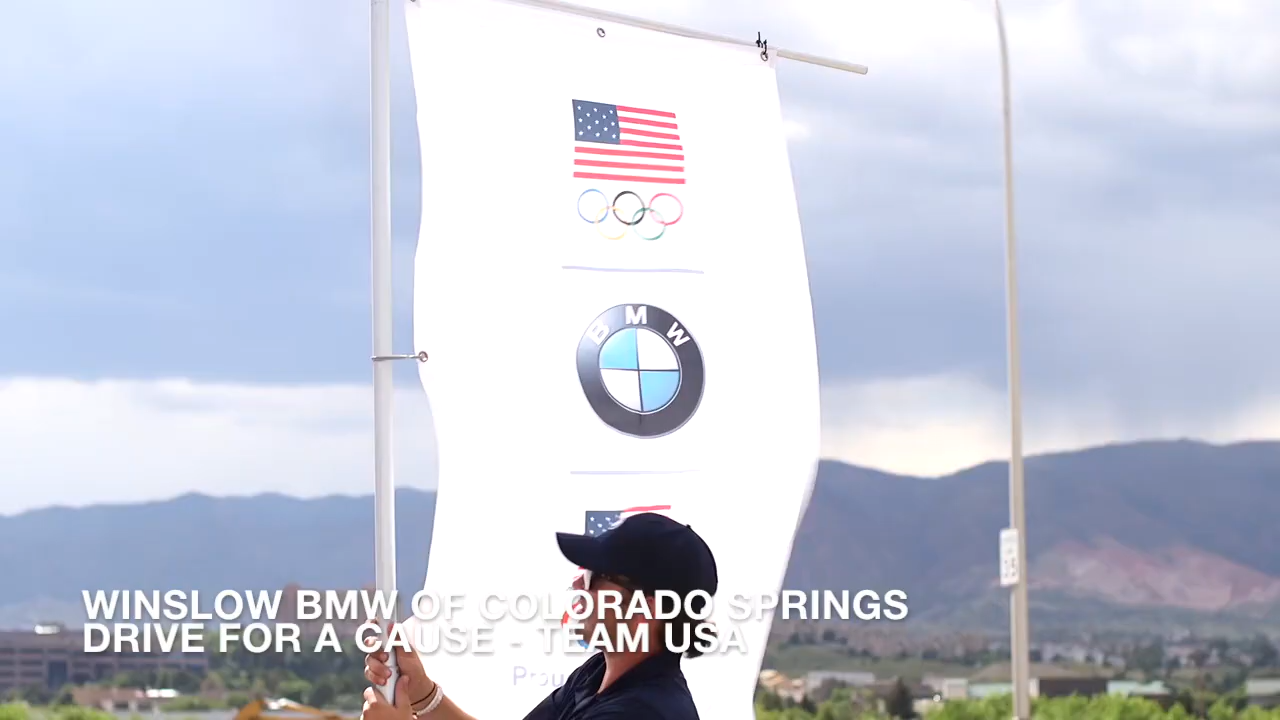 BMW
WINSLOW BMW OF COLORADO SPRINGS
DRIVE FOR A CAUSE - TEAM USA